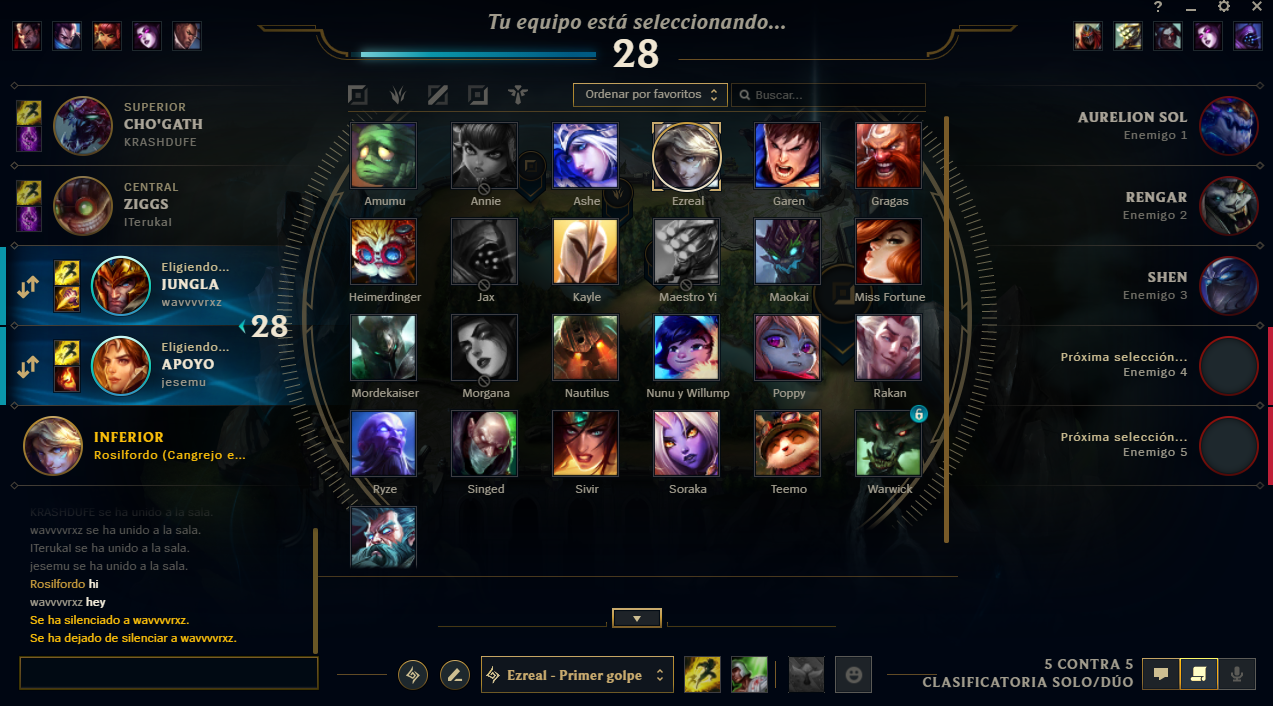 ?
Tu equipo está seleccionando...
28
SUPERIOR
CHO'GATH
KRASHDUFE
CENTRAL
ZIGGS
ITerukaI
Eligiendo...
JUNGLA
wavvvvrxz
28
Eligiendo...
APOYO
jesemu
INFERIOR
Rosilfordo (Cangrejo e...
Ordenar por favoritos
Buscar...
Amumu
Annie
Ashe
Ezreal
Garen
Gragas
Heimerdinger
Jax
Kayle
Maestro Yi
Maokai
Miss Fortune
Mordekaiser
Morgana
Nautilus
Nunu y Willump
Poppy
Rakan
Ryze
Singed
Sivir
Soraka
Teemo
Warwick
AURELION SOL
Enemigo 1
RENGAR
Enemigo 2
SHEN
Enemigo 3
Próxima selección...
Enemigo 4
Próxima selección...
Enemigo 5
KRASHDUFE se ha unido a la sala.
wavvvvrxz se ha unido a la sala.
ITerukaI se ha unido a la sala.
jesemu se ha unido a la sala.
Rosilfordo hi
wavvvvrxz hey
Se ha silenciado a wavvvvrxz.
Se ha dejado de silenciar a wavvvvrxz.
Ezreal - Primer golpe
5 CONTRA 5
CLASIFICATORIA SOLO/DÚO